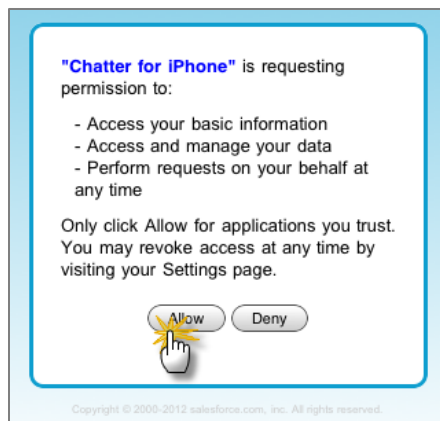 "Chatter for iPhone" is requesting
permission to:
- Access your basic information
- Access and manage your data
- Perform requests on your behalf at
any time
Only click Allow for applications you trust.
You may revoke access at any time by
visiting your Settings page.
Allow Deny
Copyright © 2000-2012 salesforce.com, inc. All rights reserved.